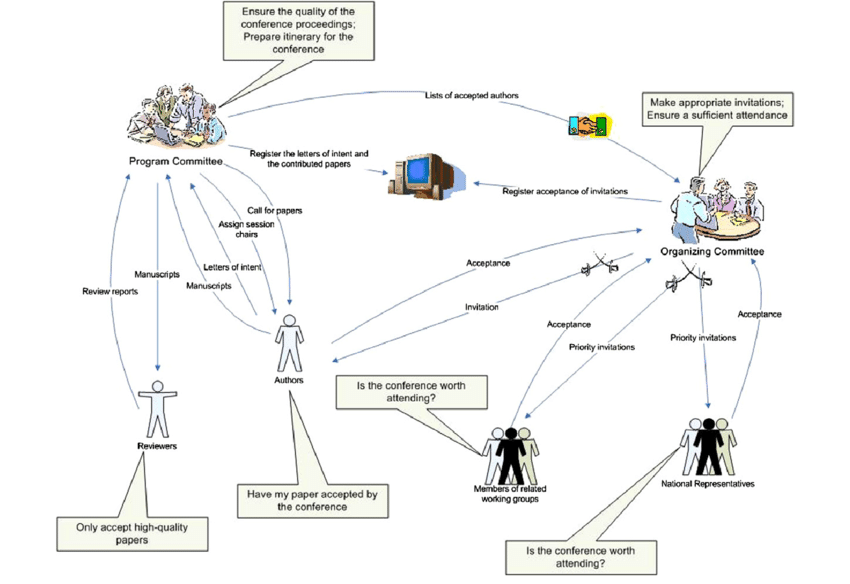 Ensure the quality of the
conference proceedings;
Prepare itinerary for the
conference
Lists of accepted authors
Make appropriate invitations;
Ensure a sufficient attendance
Program Committee
Register the letters of intent and
the contributed papers
Register acceptance of invitations
Call for papers
Assign session
chairs
Organizing Committee
Letters of intent
Manuscripts
Manuscripts
Review reports
Acceptance
Invitation
Acceptance
Priority invitations
Priority invitations
Acceptance
Authors
Is the conference worth
attending?
Reviewers
Members of related
working groups
National Representatives
Have my paper accepted by
the conference
Only accept high-quality
papers
Is the conference worth
attending?